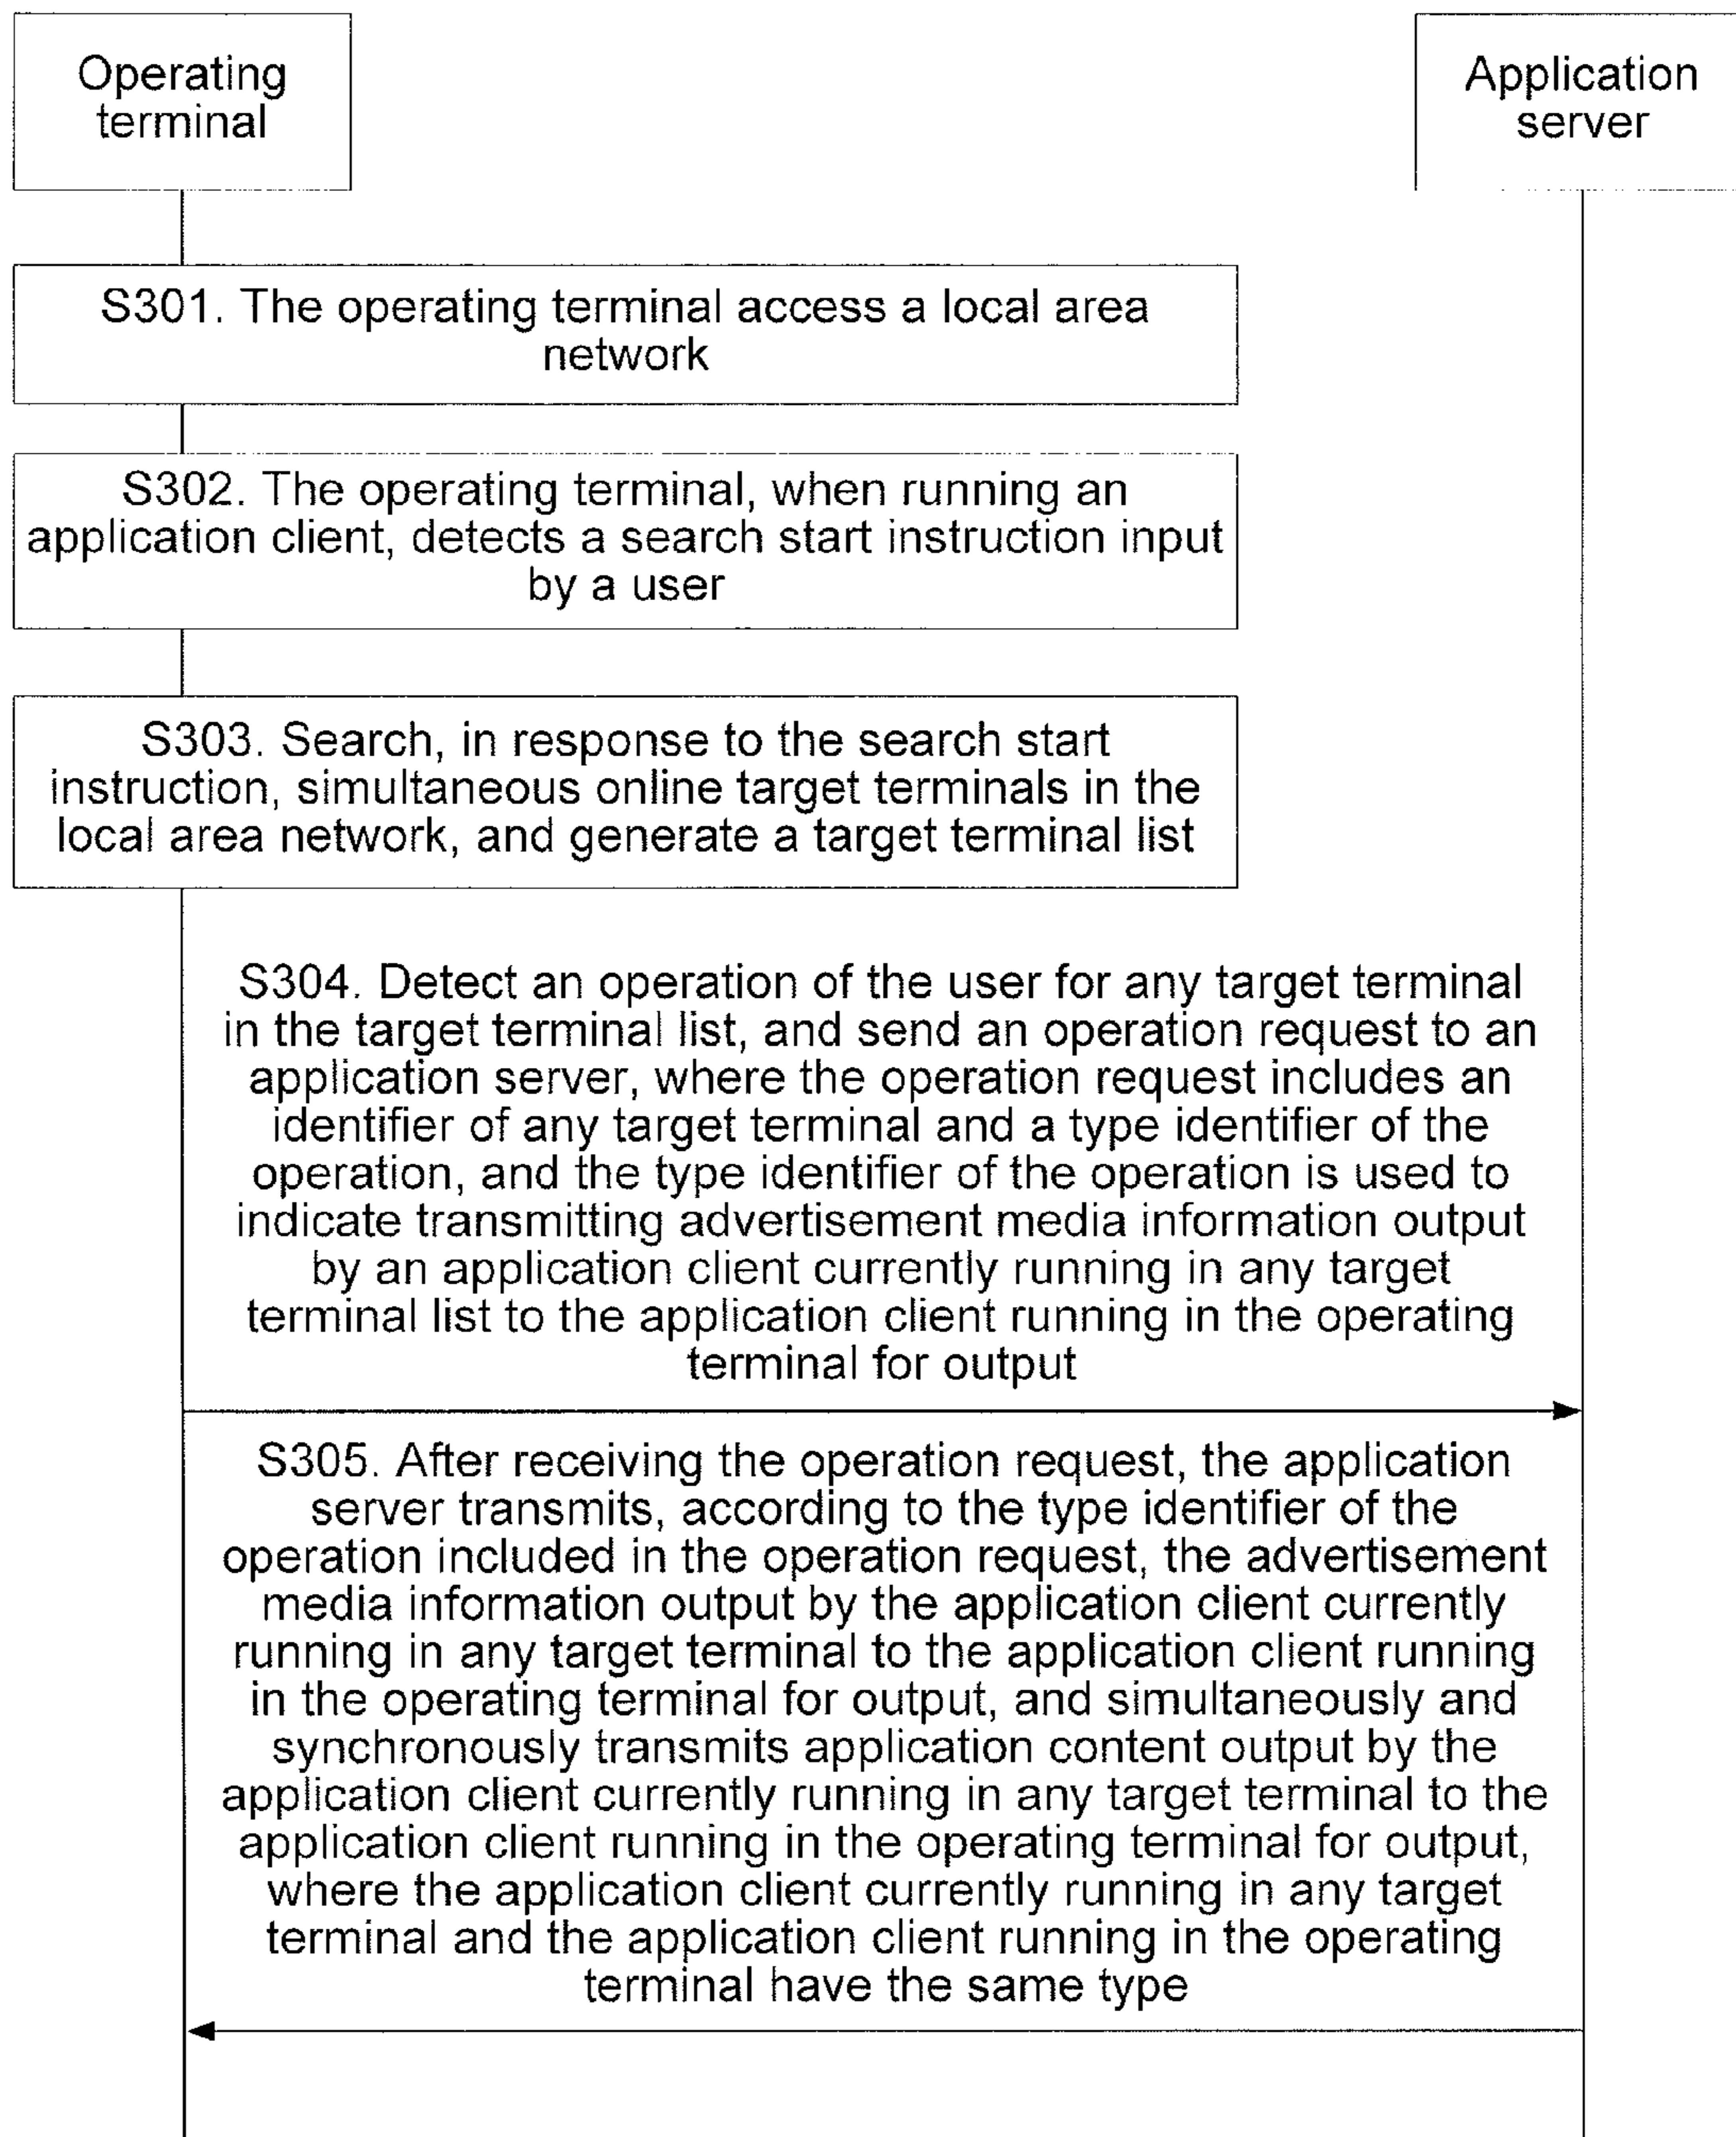 Operating
terminal
Application
server
S301. The operating terminal access a local area
network
S302. The operating terminal, when running an
application client, detects a search start instruction input
by a user
S303. Search, in response to the search start
instruction, simultaneous online target terminals in the
local area network, and generate a target terminal list
S304. Detect an operation of the user for any target terminal
in the target terminal list, and send an operation request to an
application server, where the operation request includes an
identifier of any target terminal and a type identifier of the
operation, and the type identifier of the operation is used to
indicate transmitting advertisement media information output
by an application client currently running in any target
terminal list to the application client running in the operating
terminal for output
S305. After receiving the operation request, the application
server transmits, according to the type identifier of the
operation included in the operation request, the advertisement
media information output by the application client currently
running in any target terminal to the application client running
in the operating terminal for output, and simultaneously and
synchronously transmits application content output by the
application client currently running in any target terminal to the
application client running in the operating terminal for output,
where the application client currently running in any target
terminal and the application client running in the operating
terminal have the same type